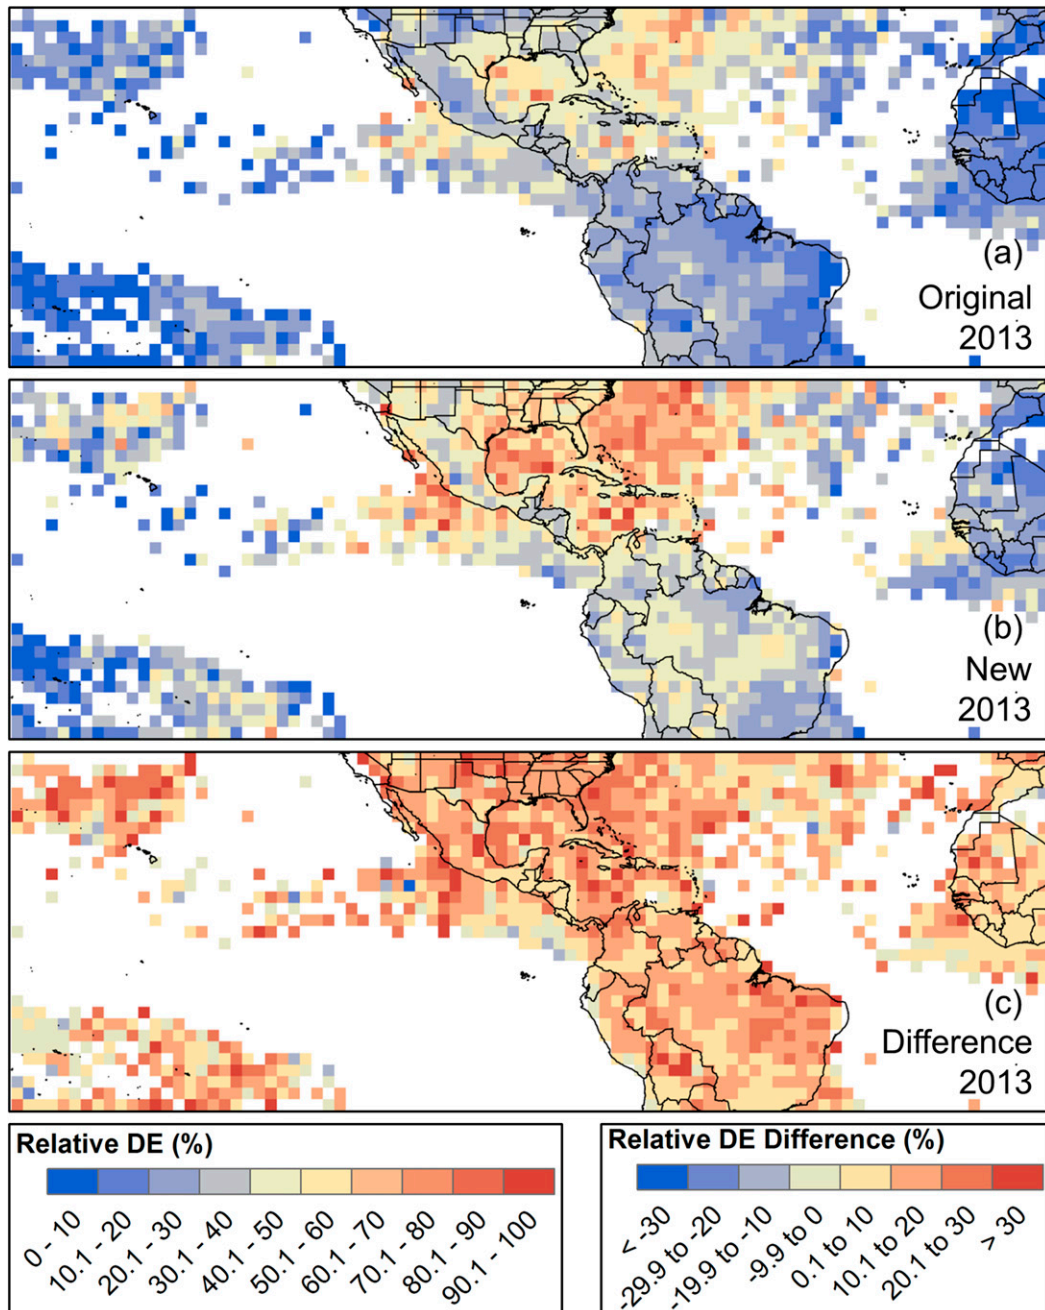 (a)
Original
2013
(b)
New
2013
(c)
Difference
2013
Relative DE (%)
0 - 10
10.1 - 20
20.1 - 30
30.1 - 40
40.1 - 50
50.1 - 60
60.1 - 70
70.1 - 80
80.1 - 90
90.1 - 100
Relative DE Difference (%)
< -30
-29.9 to -20
-19.9 to -10
-9.9 to 0
0.1 to 10
10.1 to 20
20.1 to 30
> 30